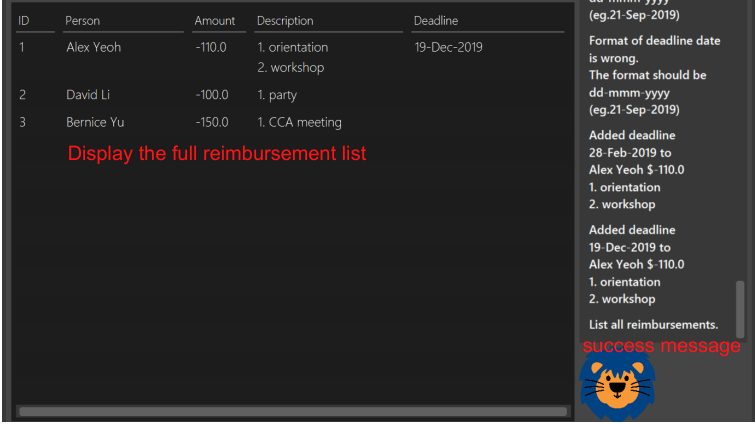 ID Person Amount Description Deadline
1 Alex Yeoh -110.0 1. orientation 19-Dec-2019
2. workshop
2 David Li -100.0 1. party
3 Bernice Yu -150.0 1. CCA meeting
Display the full reimbursement list
dd-mmm-yyyy
(eg.21-Sep-2019)
Format of deadline date
is wrong.
The format should be
dd-mmm-yyyy
(eg.21-Sep-2019)
Added deadline
28-Feb-2019 to
Alex Yeoh $-110.0
1. orientation
2. workshop
Added deadline
19-Dec-2019 to
Alex Yeoh $-110.0
1. orientation
2. workshop
List all reimbursements.
success message